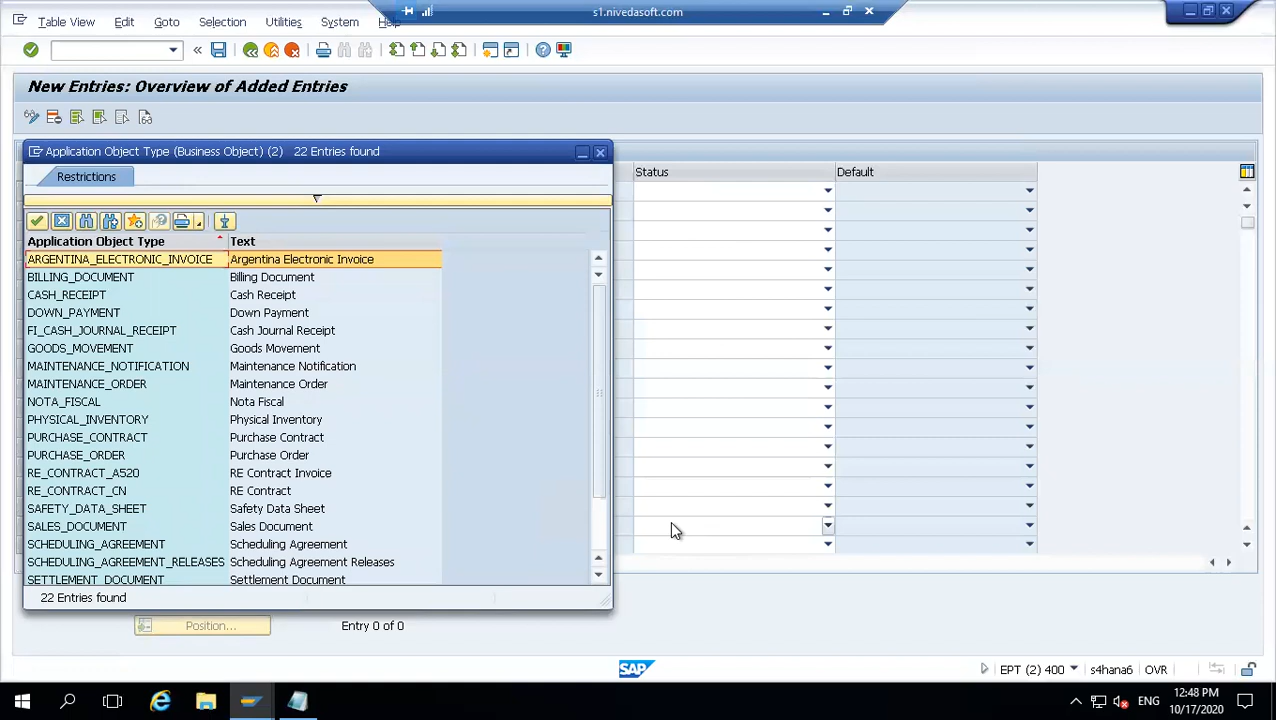 s1.nivedasoft.com
Table View Edit Goto Selection Utilities System Help
New Entries: Overview of Added Entries
Application Object Type (Business Object) (2) 22 Entries found
Restrictions
Status Default
Application Object Type Text
ARGENTINA_ELECTRONIC_INVOICE Argentina Electronic Invoice
BILLING_DOCUMENT Billing Document
CASH_RECEIPT Cash Receipt
DOWN_PAYMENT Down Payment
FI_CASH_JOURNAL_RECEIPT Cash Journal Receipt
GOODS_MOVEMENT Goods Movement
MAINTENANCE_NOTIFICATION Maintenance Notification
MAINTENANCE_ORDER Maintenance Order
NOTA_FISCAL Nota Fiscal
PHYSICAL_INVENTORY Physical Inventory
PURCHASE_CONTRACT Purchase Contract
PURCHASE_ORDER Purchase Order
RE_CONTRACT_A520 RE Contract Invoice
RE_CONTRACT_CN RE Contract
SAFETY_DATA_SHEET Safety Data Sheet
SALES_DOCUMENT Sales Document
SCHEDULING_AGREEMENT Scheduling Agreement
SCHEDULING_AGREEMENT_RELEASES Scheduling Agreement Releases
SETTLEMENT_DOCUMENT Settlement Document
22 Entries found
Position... Entry 0 of 0
SAP EPT (2) 400 s4hana6 OVR
ENG 12:48 PM
10/17/2020